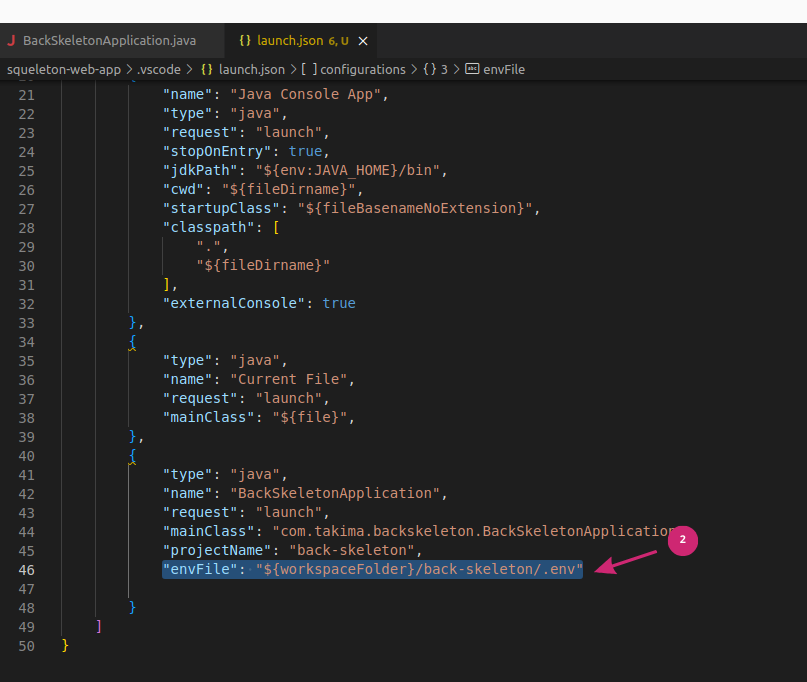 J BackSkeletonApplication.java
{} launch.json 6, U ×
squeleton-web-app > .vscode > {} launch.json > [ ] configurations > {} 3 > abc envFile
21 "name": "Java Console App",
22 "type": "java",
23 "request": "launch",
24 "stopOnEntry": true,
25 "jdkPath": "${env:JAVA_HOME}/bin",
26 "cwd": "${fileDirname}",
27 "startupClass": "${fileBasenameNoExtension}",
28 "classpath": [
29 ".",
30 "${fileDirname}"
31 ],
32 "externalConsole": true
33 },
34 {
35 "type": "java",
36 "name": "Current File",
37 "request": "launch",
38 "mainClass": "${file}",
39 },
40 {
41 "type": "java",
42 "name": "BackSkeletonApplication",
43 "request": "launch",
44 "mainClass": "com.takima.backskeleton.BackSkeletonApplication
45 "projectName": "back-skeleton",
2
46 "envFile": "${workspaceFolder}/back-skeleton/.env"
47
48 }
49 ]
50 }